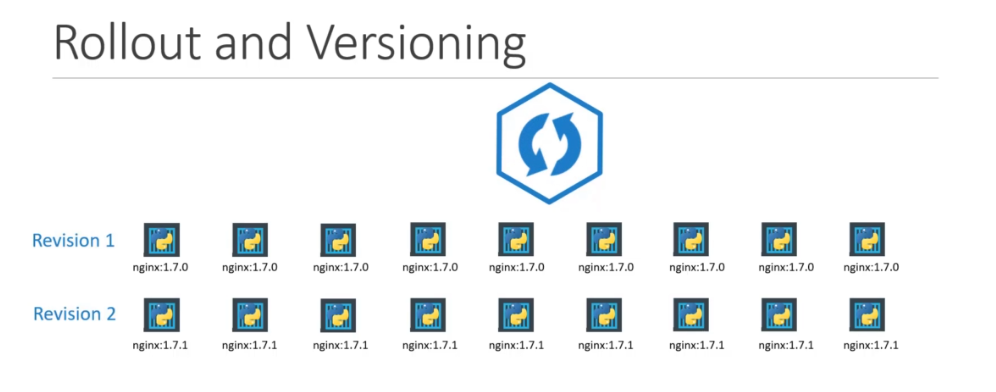 Rollout and Versioning
Revision 1
nginx:1.7.0 nginx:1.7.0 nginx:1.7.0 nginx:1.7.0 nginx:1.7.0 nginx:1.7.0 nginx:1.7.0 nginx:1.7.0 nginx:1.7.0
Revision 2
nginx:1.7.1 nginx:1.7.1 nginx:1.7.1 nginx:1.7.1 nginx:1.7.1 nginx:1.7.1 nginx:1.7.1 nginx:1.7.1 nginx:1.7.1